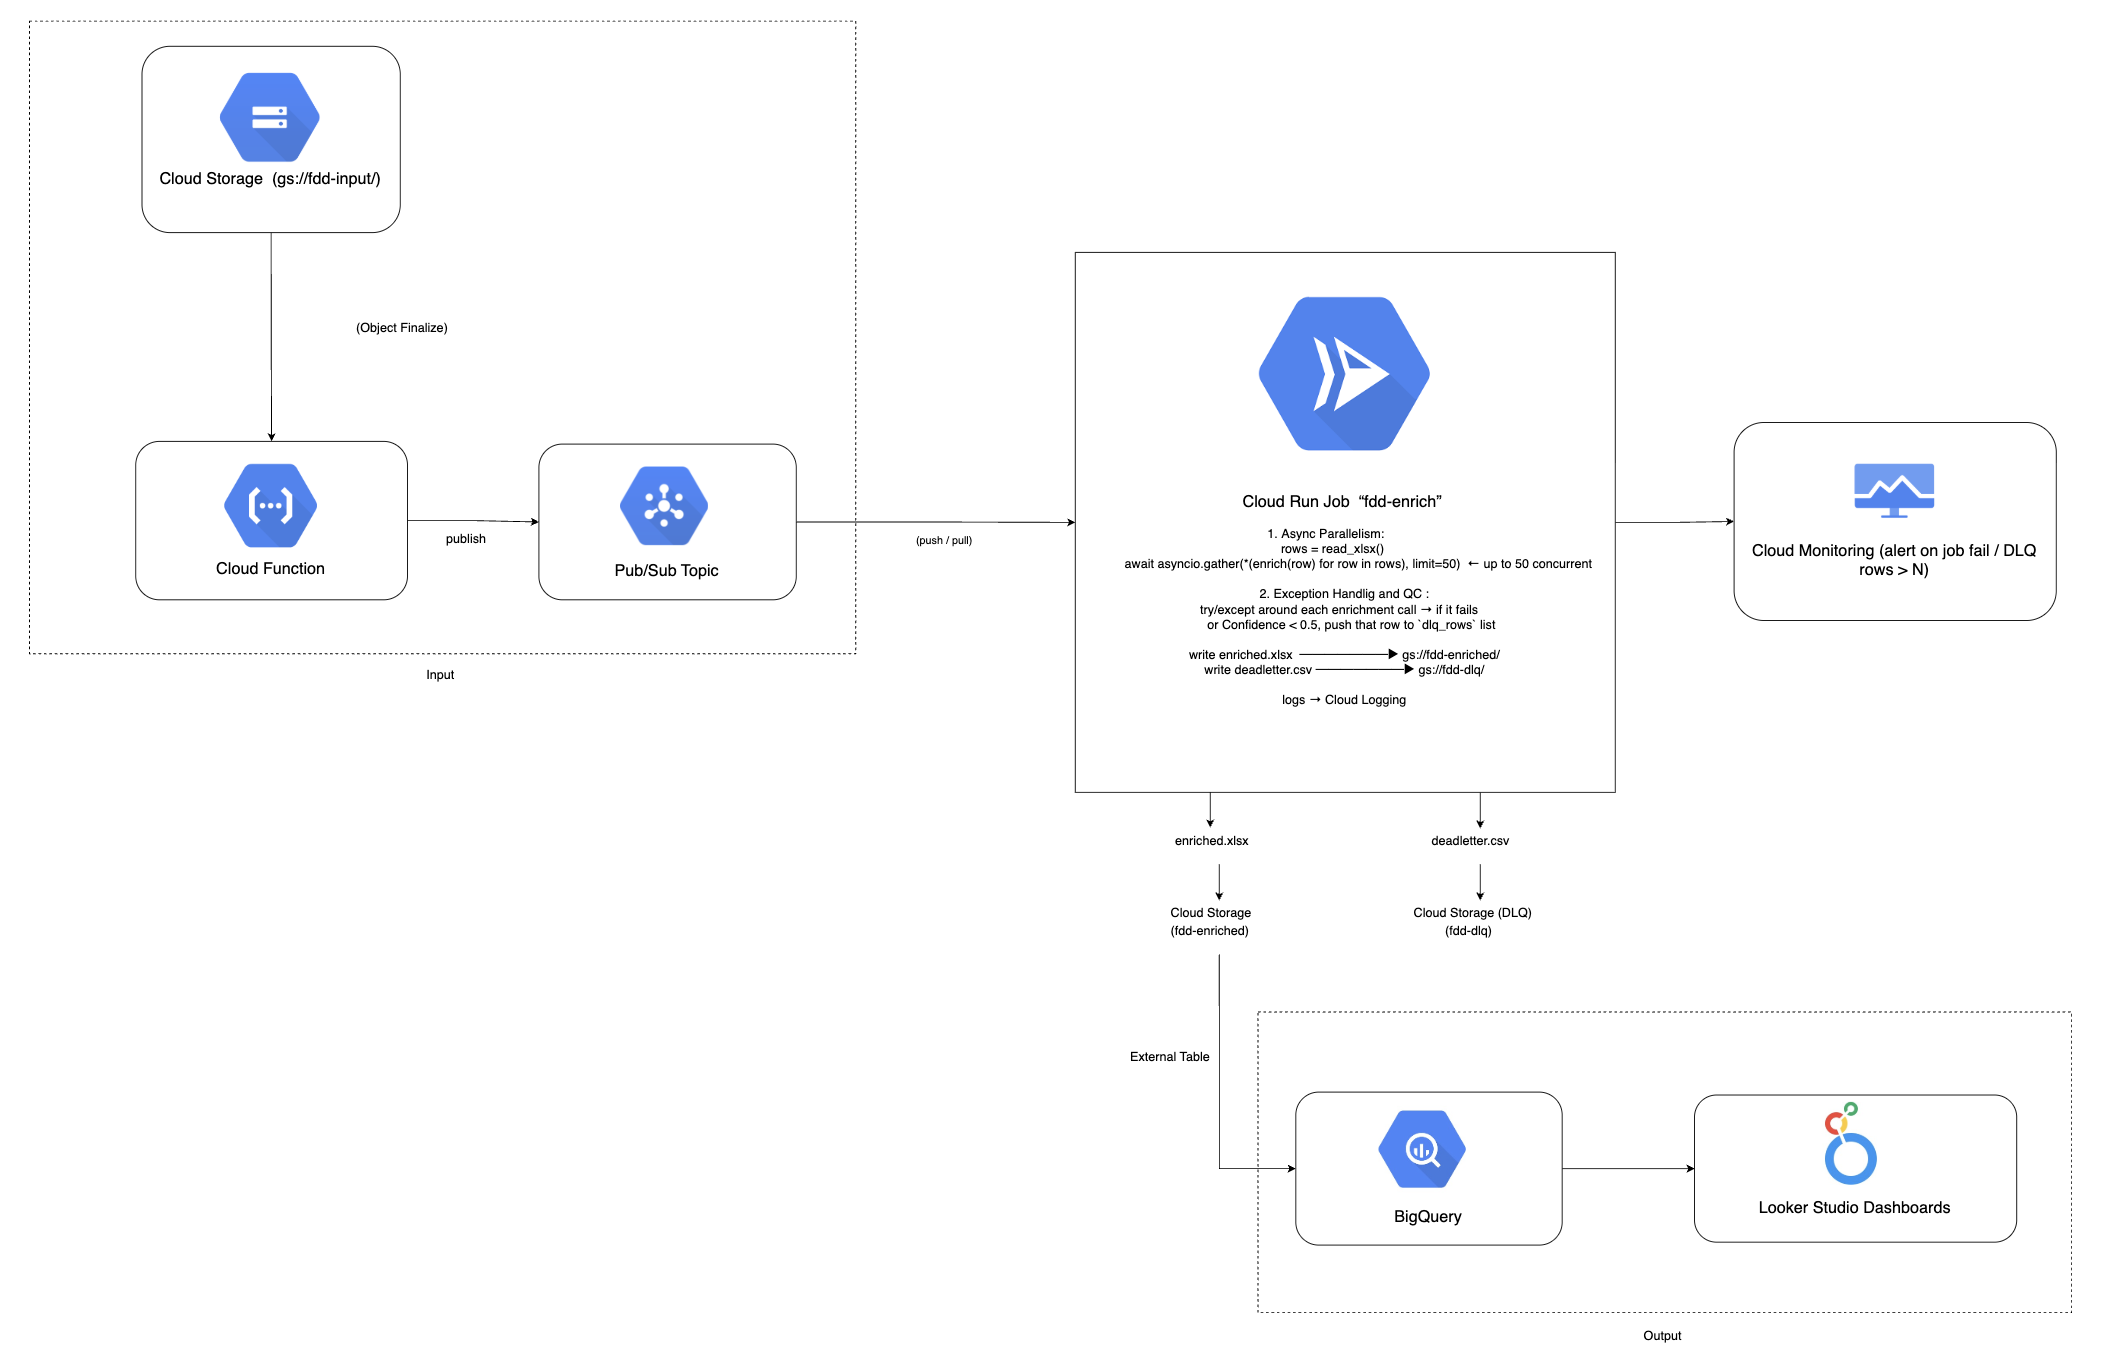 Cloud Storage  (gs://fdd-input/)
(Object Finalize)
Cloud Function
publish
Pub/Sub Topic
(push / pull)
Input
Cloud Run Job  “fdd-enrich”
1. Async Parallelism:
rows = read_xlsx()
await asyncio.gather(*(enrich(row) for row in rows), limit=50)  ← up to 50 concurrent
2. Exception Handlig and QC :
try/except around each enrichment call → if it fails
or Confidence < 0.5, push that row to `dlq_rows` list
write enriched.xlsx ⟶ gs://fdd-enriched/
write deadletter.csv ⟶ gs://fdd-dlq/
logs → Cloud Logging
Cloud Monitoring (alert on job fail / DLQ
rows > N)
enriched.xlsx
deadletter.csv
Cloud Storage
(fdd-enriched)
Cloud Storage (DLQ)
(fdd-dlq)
External Table
BigQuery
Looker Studio Dashboards
Output